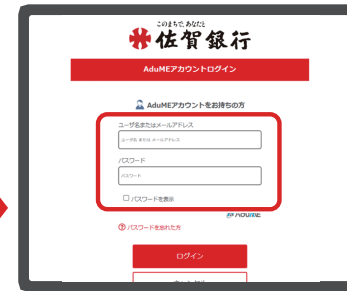 このまちで、あなたと
佐賀銀行
AduMEアカウントログイン
AduMEアカウントをお持ちの方
ユーザ名またはメールアドレス
ユーザ名 または メールアドレス
パスワード
パスワード
パスワードを表示
AduME
パスワードを忘れた方
ログイン